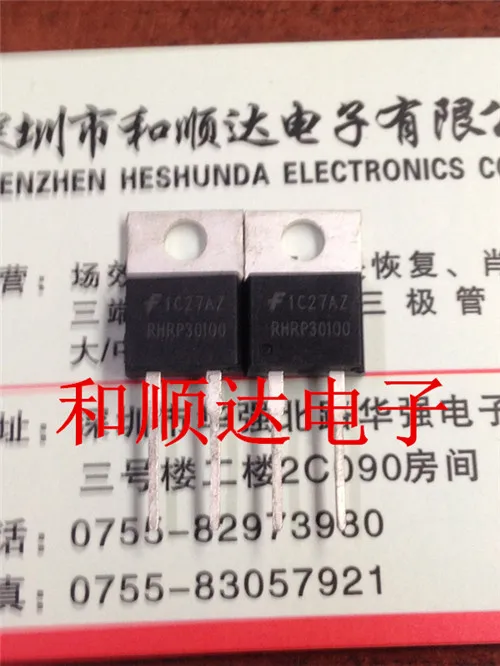 圳市和顺达电子有限公
ENZHEN HESHUNDA ELECTRONICS CO
营: 场效 恢复、肖
三端 三极管
大/中
1C27AZ 1C27AZ
RHRP30100 RHRP30100
和顺达电子
址: 深圳市 强北 华强电子
三号楼二楼2C090房间
话: 0755-82973980
真: 0755-83057921